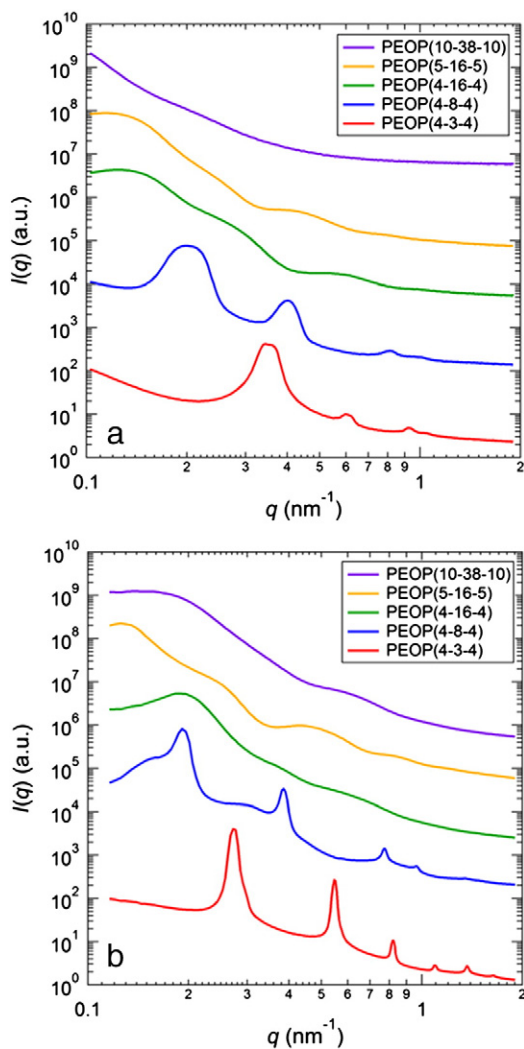 10^10
10^9
10^8
10^7
10^6
10^5
10^4
10^3
10^2
10^1
10^0
I(q) (a.u.)
PEOP(10-38-10)
PEOP(5-16-5)
PEOP(4-16-4)
PEOP(4-8-4)
PEOP(4-3-4)
a
0.1 2 3 4 5 6 7 8 9 1 2
q (nm^-1)
10^10
10^9
10^8
10^7
10^6
10^5
10^4
10^3
10^2
10^1
10^0
I(q) (a.u.)
PEOP(10-38-10)
PEOP(5-16-5)
PEOP(4-16-4)
PEOP(4-8-4)
PEOP(4-3-4)
b
0.1 2 3 4 5 6 7 8 9 1 2
q (nm^-1)